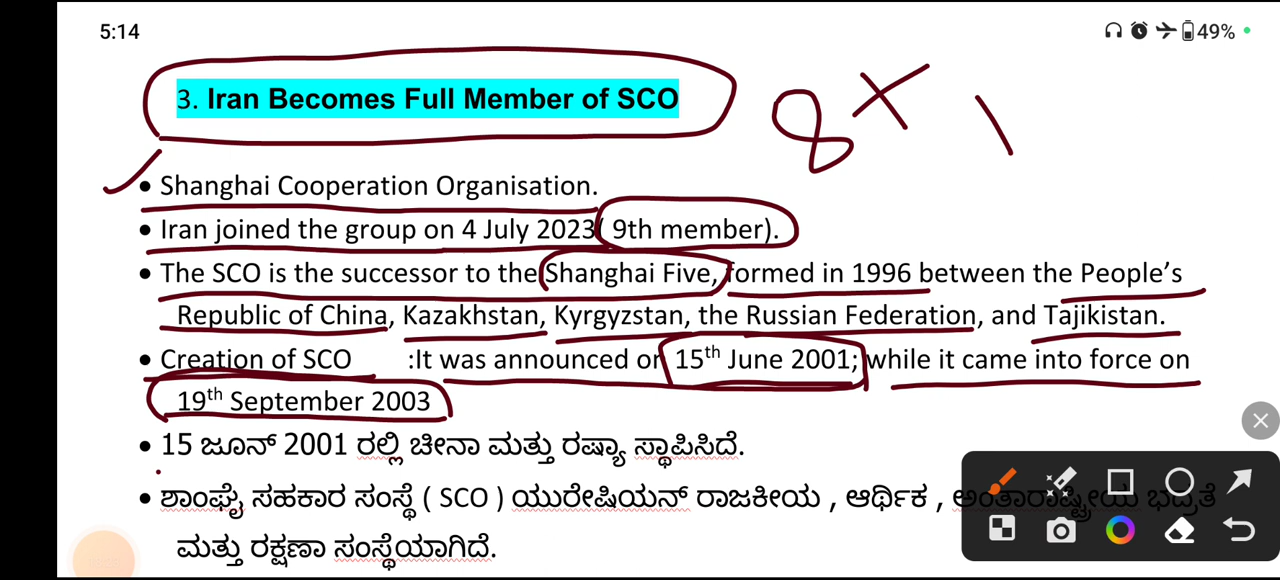 5:14
49%
3. Iran Becomes Full Member of SCO
8 x
• Shanghai Cooperation Organisation.
• Iran joined the group on 4 July 2023( 9th member).
• The SCO is the successor to the Shanghai Five, formed in 1996 between the People’s
Republic of China, Kazakhstan, Kyrgyzstan, the Russian Federation, and Tajikistan.
• Creation of SCO :It was announced on 15th June 2001; while it came into force on
19th September 2003
• 15 ಜೂನ್ 2001 ರಲ್ಲಿ ಚೀನಾ ಮತ್ತು ರಷ್ಯಾ ಸ್ಥಾಪಿಸಿದೆ.
• ಶಾಂಘೈ ಸಹಕಾರ ಸಂಸ್ಥೆ ( SCO ) ಯುರೇಷಿಯನ್ ರಾಜಕೀಯ , ಆರ್ಥಿಕ , ಅಂತಾರಾಷ್ಟ್ರೀಯ ಭದ್ರತೆ
ಮತ್ತು ರಕ್ಷಣಾ ಸಂಸ್ಥೆಯಾಗಿದೆ.